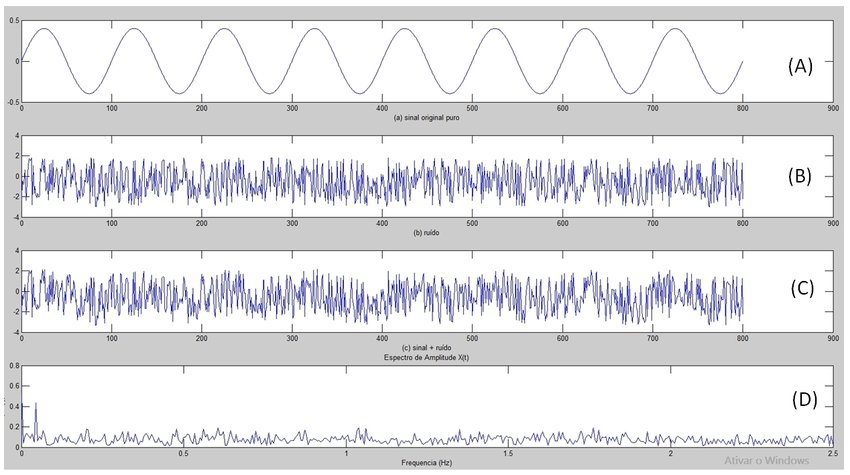 0.5
0
-0.5
0 100 200 300 400 500 600 700 800 900
(a) sinal original puro
(A)
4
2
0
-2
-4
0 100 200 300 400 500 600 700 800 900
(b) ruído
(B)
4
2
0
-2
-4
0 100 200 300 400 500 600 700 800 900
(c) sinal + ruído
(C)
Espectro de Amplitude X(t)
0.8
0.6
0.4
0.2
0
0 0.5 1 1.5 2 2.5
Frequencia (Hz)
(D)
Ativar o Windows